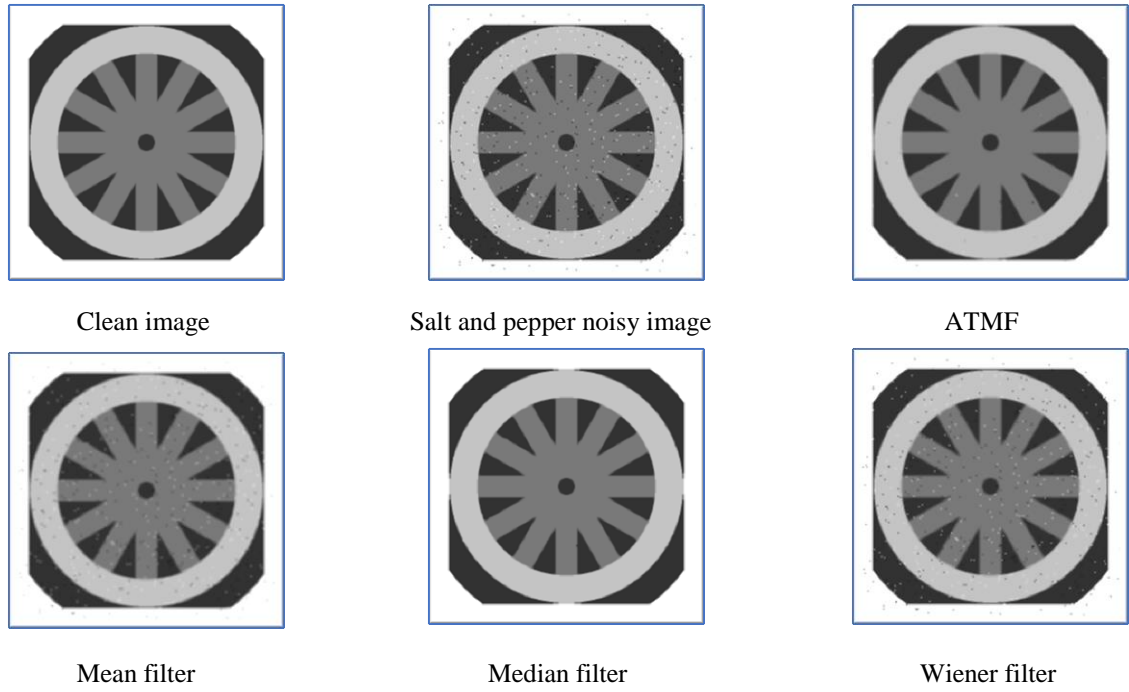 Clean image
Salt and pepper noisy image
ATMF
Mean filter
Median filter
Wiener filter